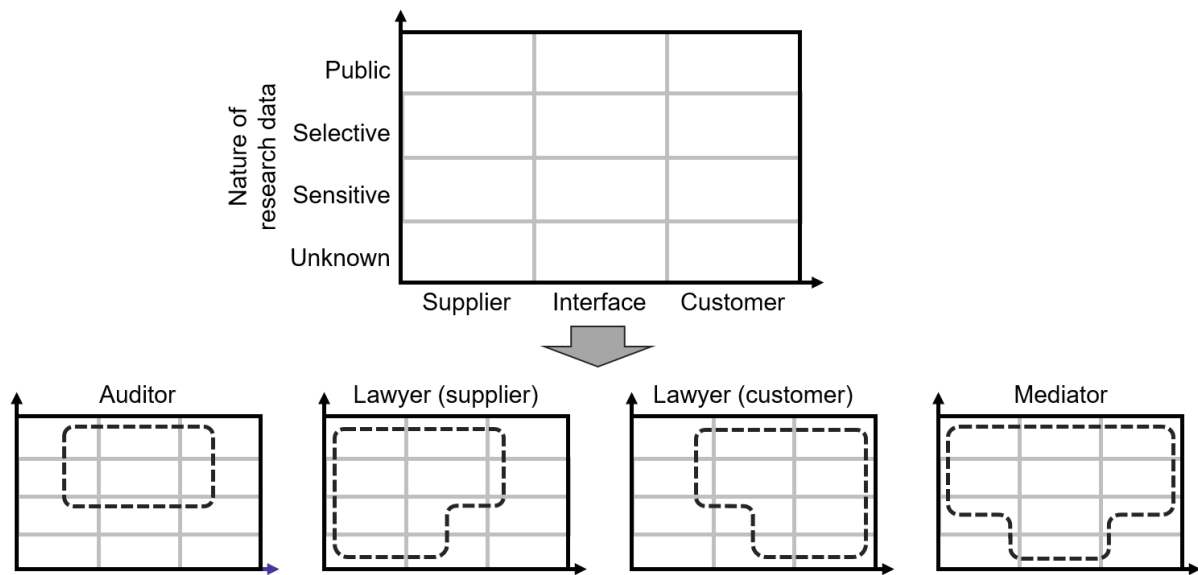 Nature of
research data
Public
Selective
Sensitive
Unknown
Supplier
Interface
Customer
Auditor
Lawyer (supplier)
Lawyer (customer)
Mediator